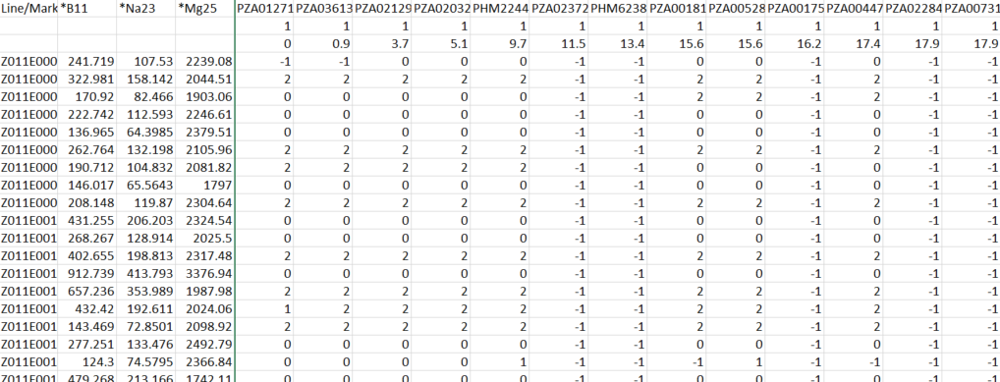 Line/Mark *B11 *Na23 *Mg25 PZA01271 PZA03613 PZA02129 PZA02032 PHM2244 PZA02372 PHM6238 PZA00181 PZA00528 PZA00175 PZA00447 PZA02284 PZA00731
1 1 1 1 1 1 1 1 1 1 1 1 1
0 0.9 3.7 5.1 9.7 11.5 13.4 15.6 15.6 16.2 17.4 17.9 17.9
Z011E000 241.719 107.53 2239.08 -1 -1 0 0 0 -1 -1 0 0 -1 0 -1 -1
Z011E000 322.981 158.142 2044.51 2 2 2 2 2 -1 -1 2 2 -1 2 -1 -1
Z011E000 170.92 82.466 1903.06 0 0 0 0 0 -1 -1 2 2 -1 2 -1 -1
Z011E000 222.742 112.593 2246.61 0 0 0 0 0 -1 -1 0 0 -1 0 -1 -1
Z011E000 136.965 64.3985 2379.51 0 0 0 0 0 -1 -1 0 0 -1 0 -1 -1
Z011E000 262.764 132.198 2105.96 2 2 2 2 2 -1 -1 2 2 -1 2 -1 -1
Z011E000 190.712 104.832 2081.82 2 2 2 2 2 -1 -1 0 0 -1 0 -1 -1
Z011E000 146.017 65.5643 1797 0 0 0 0 0 -1 -1 0 0 -1 0 -1 -1
Z011E000 208.148 119.87 2304.64 2 2 2 2 2 -1 -1 2 2 -1 2 -1 -1
Z011E001 431.255 206.203 2324.54 0 0 0 0 0 -1 -1 0 0 -1 0 -1 -1
Z011E001 268.267 128.914 2025.5 0 0 0 0 0 -1 -1 0 0 -1 0 -1 -1
Z011E001 402.655 198.813 2317.48 2 2 2 2 2 -1 -1 2 2 -1 2 -1 -1
Z011E001 912.739 413.793 3376.94 0 0 0 0 0 -1 -1 0 0 -1 0 -1 -1
Z011E001 657.236 353.989 1987.98 2 2 2 2 2 -1 -1 2 2 -1 2 -1 -1
Z011E001 432.42 192.611 2024.06 1 2 2 2 2 -1 -1 2 2 -1 2 -1 -1
Z011E001 143.469 72.8501 2098.92 2 2 2 2 2 -1 -1 2 2 -1 2 -1 -1
Z011E001 277.251 133.476 2492.79 0 0 0 0 0 -1 -1 0 0 -1 0 -1 -1
Z011E001 124.3 74.5795 2366.84 0 0 0 0 1 -1 -1 -1 1 -1 -1 -1 -1
Z011E001 479.268 213.166 1742.11 0 0 0 0 0 -1 -1 0 0 -1 0 -1 -1